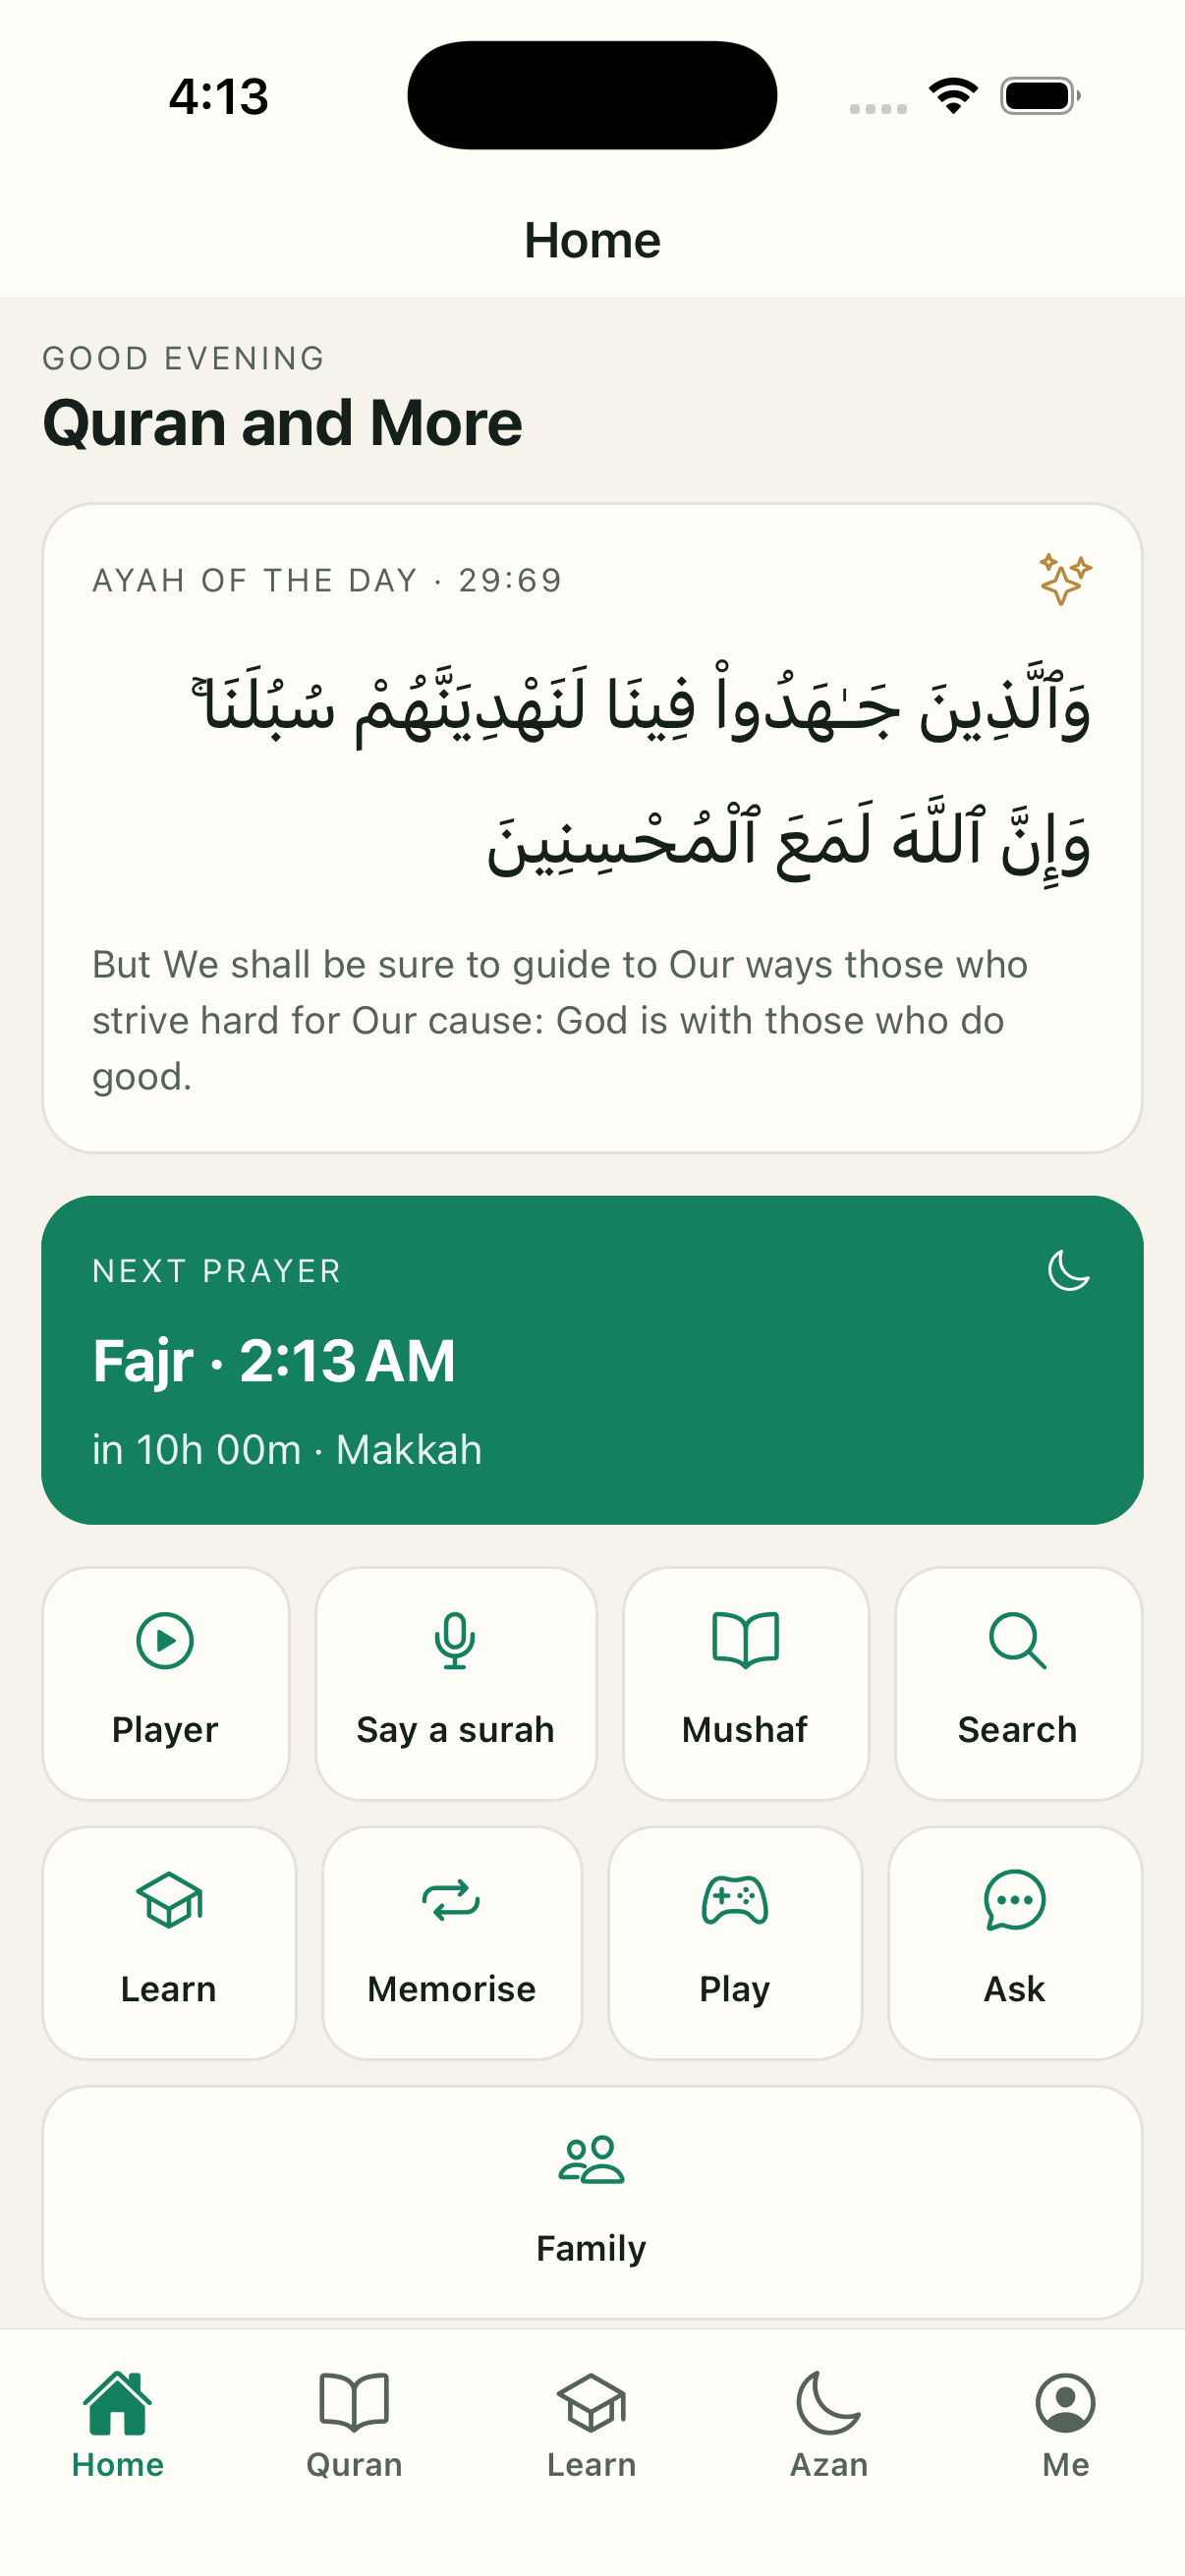 4:13
Home
GOOD EVENING
Quran and More
AYAH OF THE DAY · 29:69
وَٱلَّذِينَ جَـٰهَدُوا۟ فِينَا لَنَهْدِيَنَّهُمْ سُبُلَنَا ۚ
وَإِنَّ ٱللَّهَ لَمَعَ ٱلْمُحْسِنِينَ
But We shall be sure to guide to Our ways those who
strive hard for Our cause: God is with those who do
good.
NEXT PRAYER
Fajr · 2:13 AM
in 10h 00m · Makkah
Player Say a surah Mushaf Search
Learn Memorise Play Ask
Family
Home Quran Learn Azan Me